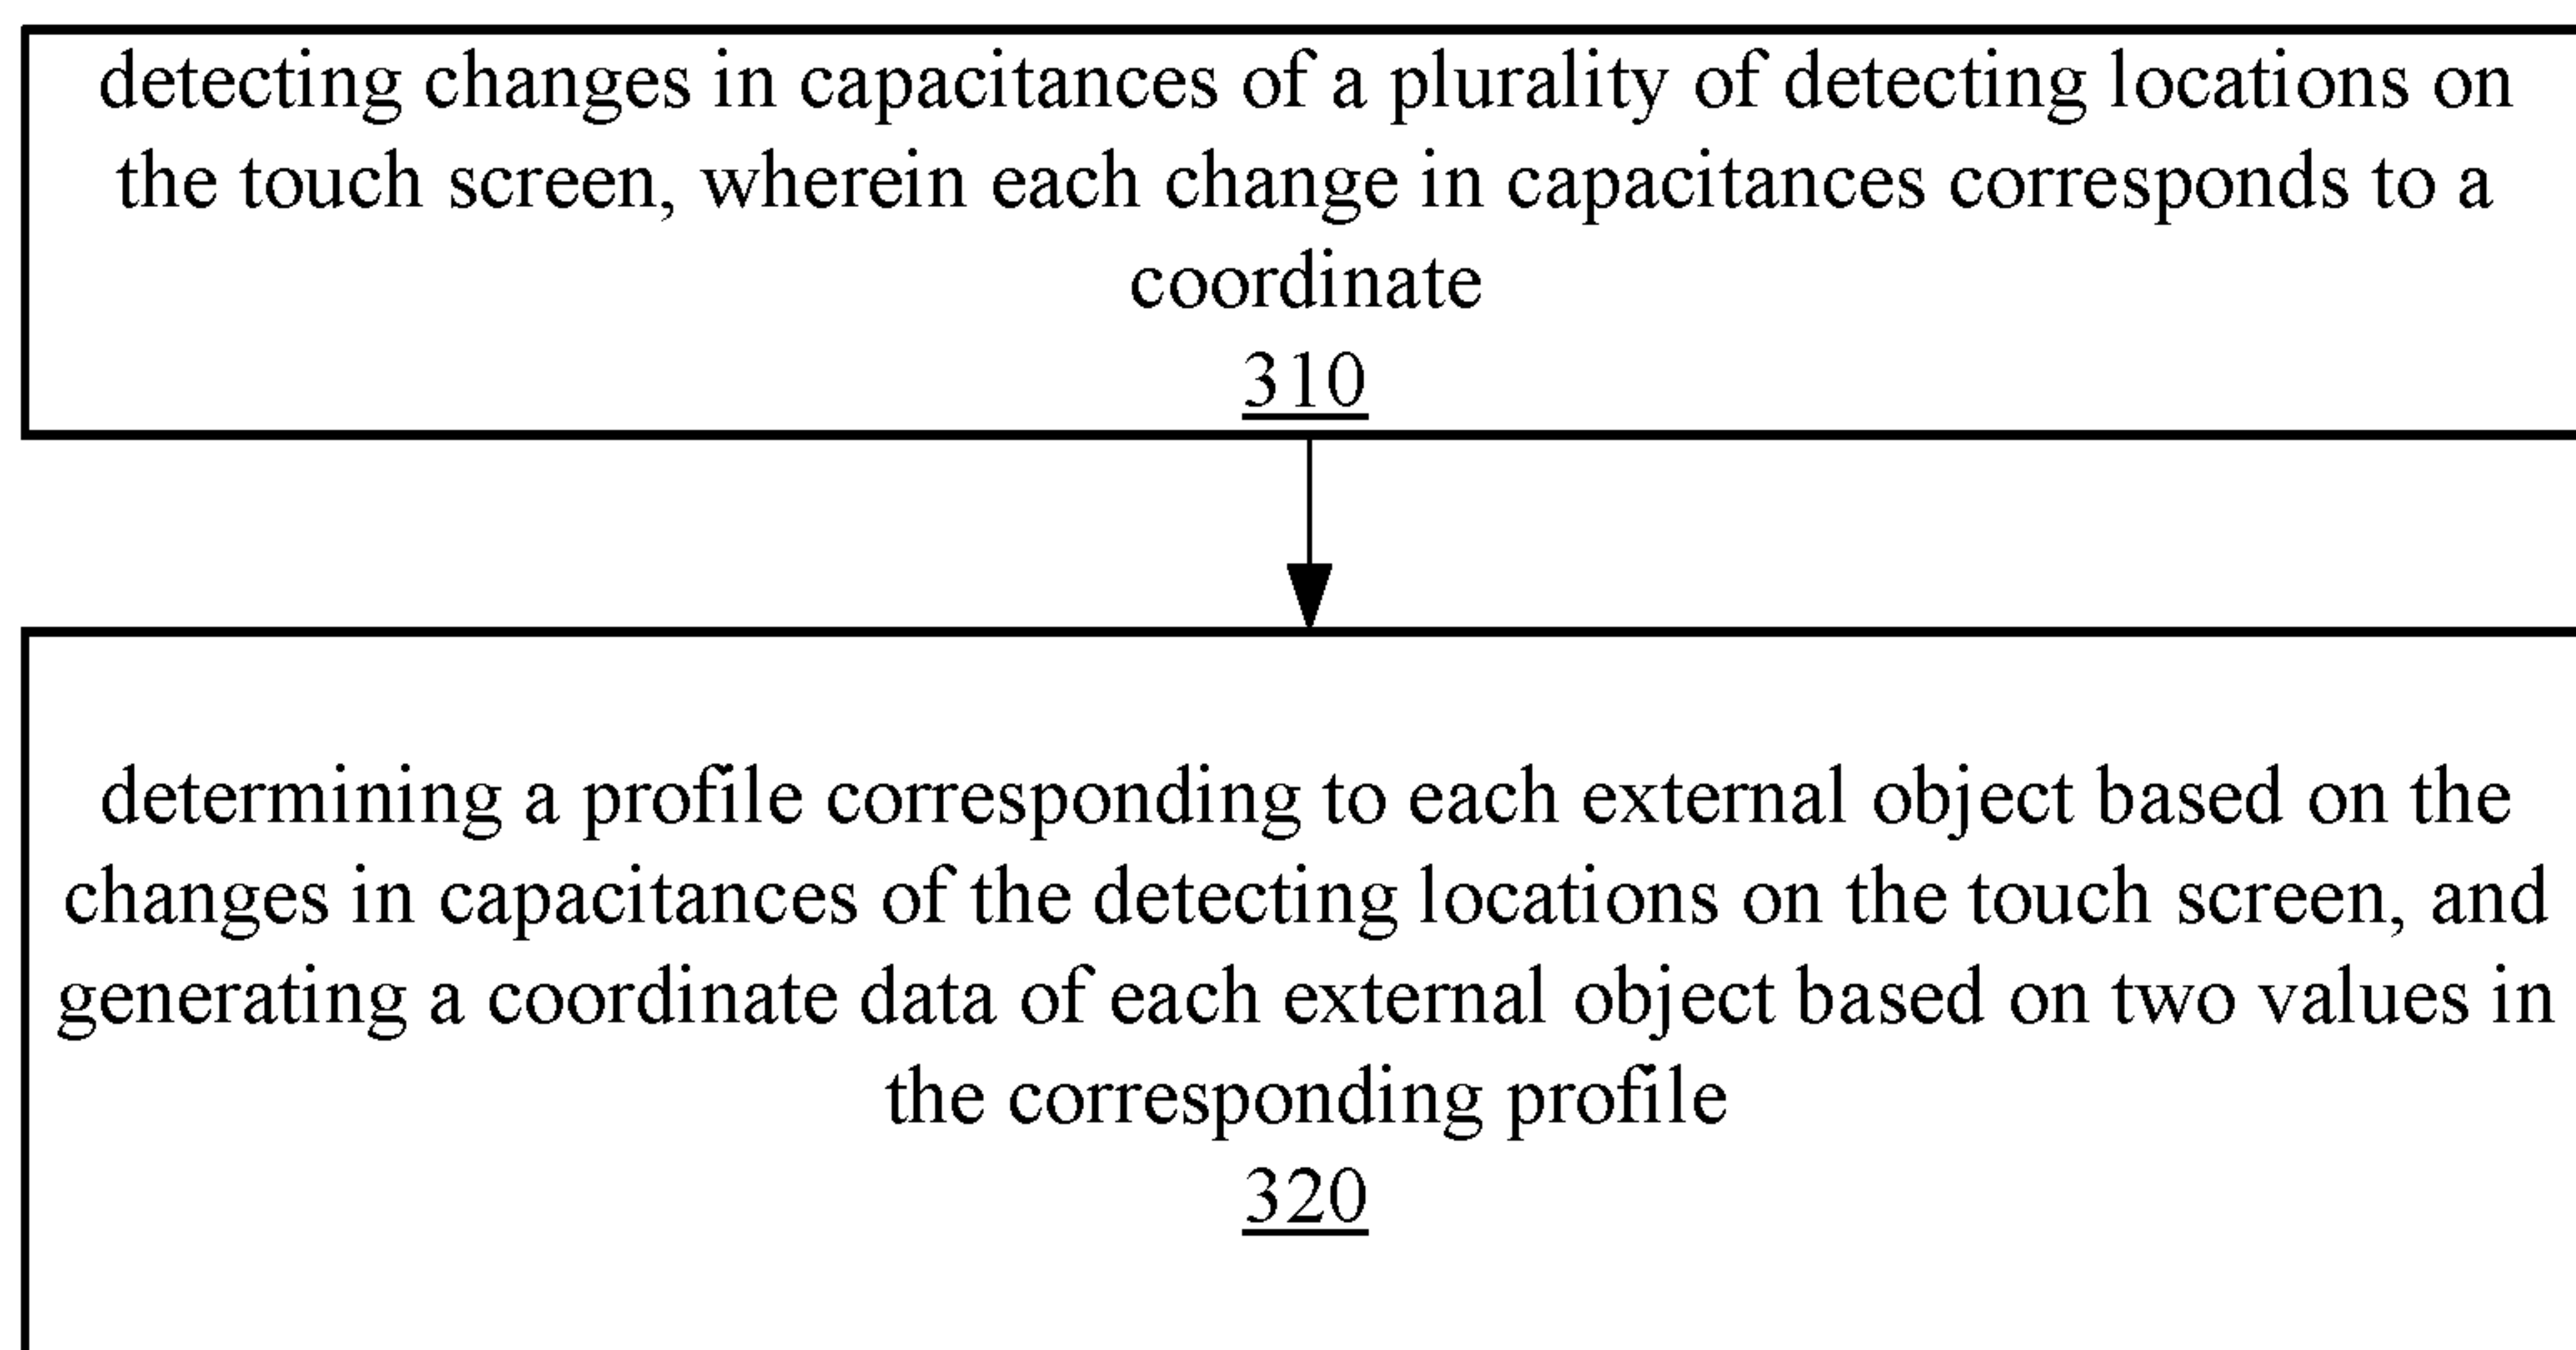 detecting changes in capacitances of a plurality of detecting locations on
the touch screen, wherein each change in capacitances corresponds to a
coordinate
310
determining a profile corresponding to each external object based on the
changes in capacitances of the detecting locations on the touch screen, and
generating a coordinate data of each external object based on two values in
the corresponding profile
320